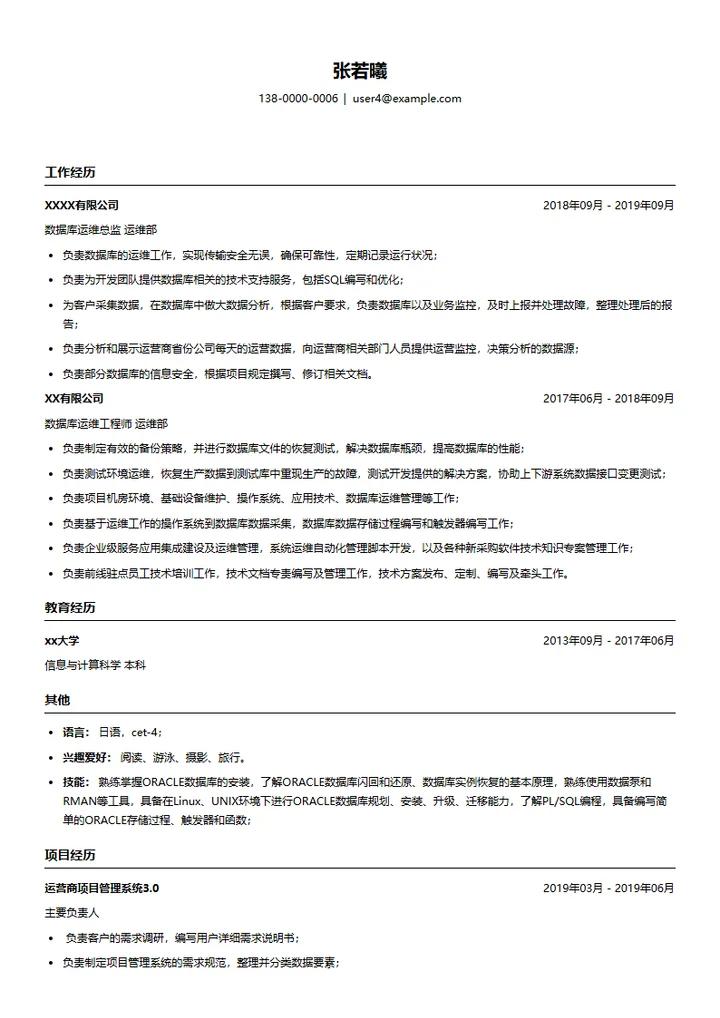 张若曦
138-0000-0006 | user4@example.com
工作经历
XXXX有限公司 2018年09月 - 2019年09月
数据库运维总监 运维部
• 负责数据库的运维工作，实现传输安全无误，确保可靠性，定期记录运行状况；
• 负责为开发团队提供数据库相关的技术支持服务，包括SQL编写和优化；
• 为客户采集数据，在数据库中做大数据分析，根据客户要求，负责数据库以及业务监控，及时上报并处理故障，整理处理后的报
告；
• 负责分析和展示运营商省份公司每天的运营数据，向运营商相关部门人员提供运营监控，决策分析的数据源；
• 负责部分数据库的信息安全，根据项目规定撰写、修订相关文档。
XX有限公司 2017年06月 - 2018年09月
数据库运维工程师 运维部
• 负责制定有效的备份策略，并进行数据库文件的恢复测试，解决数据库瓶颈，提高数据库的性能；
• 负责测试环境运维，恢复生产数据到测试库中重现生产的故障，测试开发提供的解决方案，协助上下游系统数据接口变更测试；
• 负责项目机房环境、基础设备维护、操作系统、应用技术、数据库运维管理等工作；
• 负责基于运维工作的操作系统到数据库数据采集，数据库数据存储过程编写和触发器编写工作；
• 负责企业级服务应用集成建设及运维管理，系统运维自动化管理脚本开发，以及各种新采购软件技术知识专案管理工作；
• 负责前线驻点员工技术培训工作，技术文档专责编写及管理工作，技术方案发布、定制、编写及牵头工作。
教育经历
xx大学 2013年09月 - 2017年06月
信息与计算科学 本科
其他
• 语言： 日语，cet-4；
• 兴趣爱好： 阅读、游泳、摄影、旅行。
• 技能： 熟练掌握ORACLE数据库的安装，了解ORACLE数据库闪回和还原、数据库实例恢复的基本原理，熟练使用数据泵和
RMAN等工具，具备在Linux、UNIX环境下进行ORACLE数据库规划、安装、升级、迁移能力，了解PL/SQL编程，具备编写简
单的ORACLE存储过程、触发器和函数；
项目经历
运营商项目管理系统3.0 2019年03月 - 2019年06月
主要负责人
• 负责客户的需求调研，编写用户详细需求说明书；
• 负责制定项目管理系统的需求规范，整理并分类数据要素；